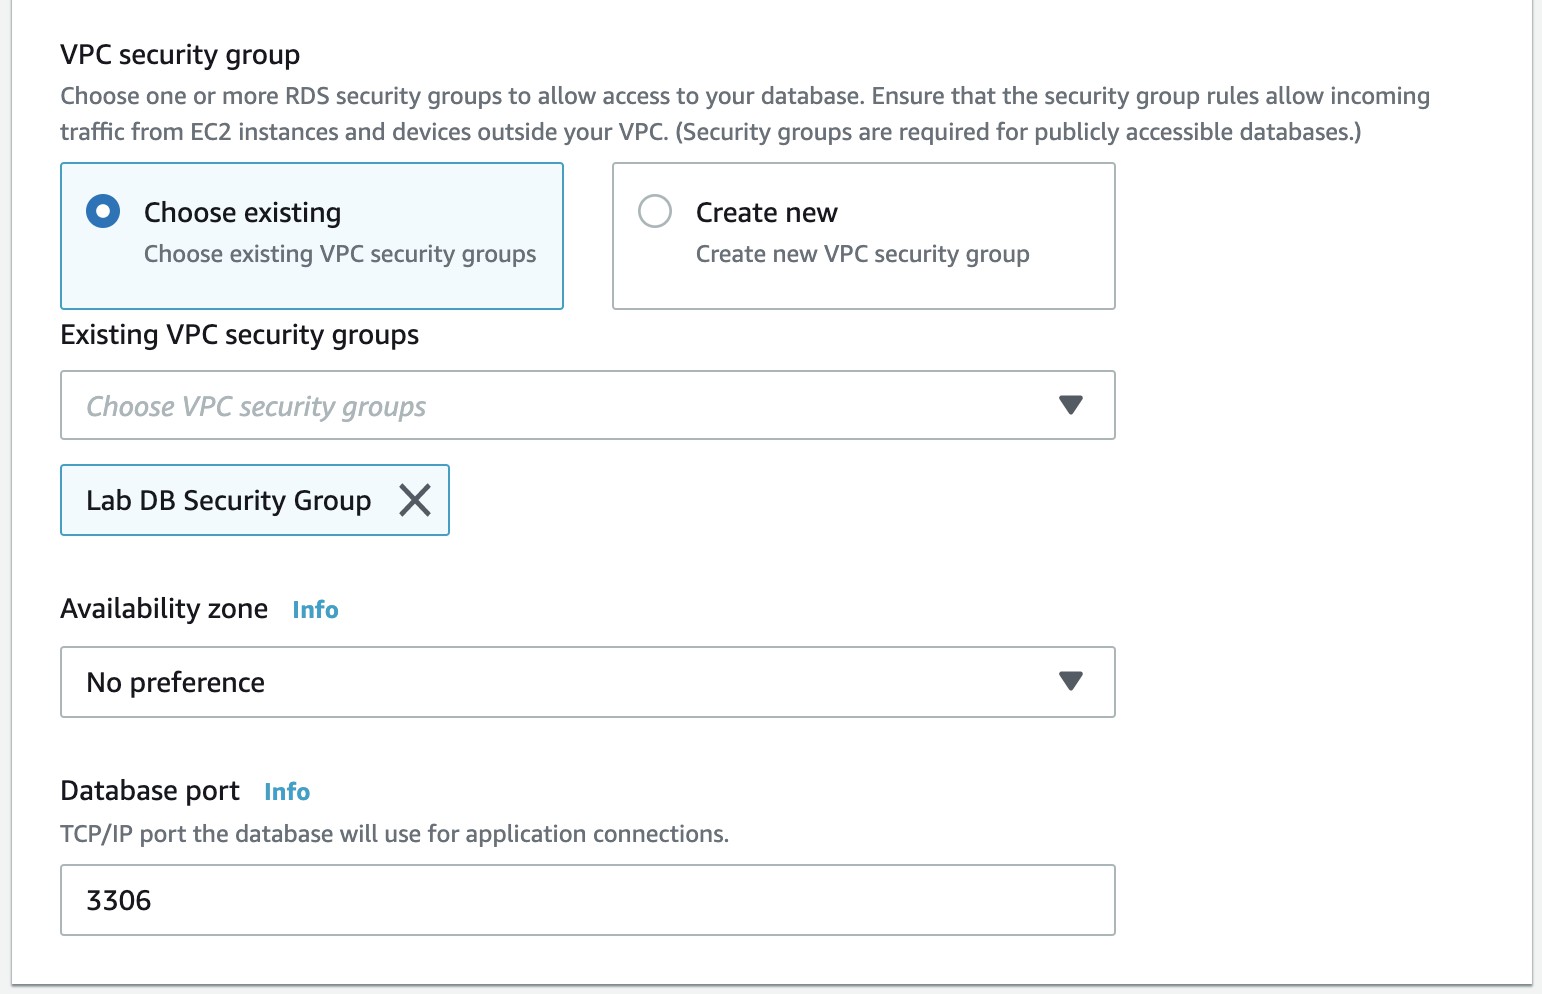 VPC security group
Choose one or more RDS security groups to allow access to your database. Ensure that the security group rules allow incoming
traffic from EC2 instances and devices outside your VPC. (Security groups are required for publicly accessible databases.)
Choose existing
Choose existing VPC security groups
Create new
Create new VPC security group
Existing VPC security groups
Choose VPC security groups
Lab DB Security Group
Availability zone Info
No preference
Database port Info
TCP/IP port the database will use for application connections.
3306